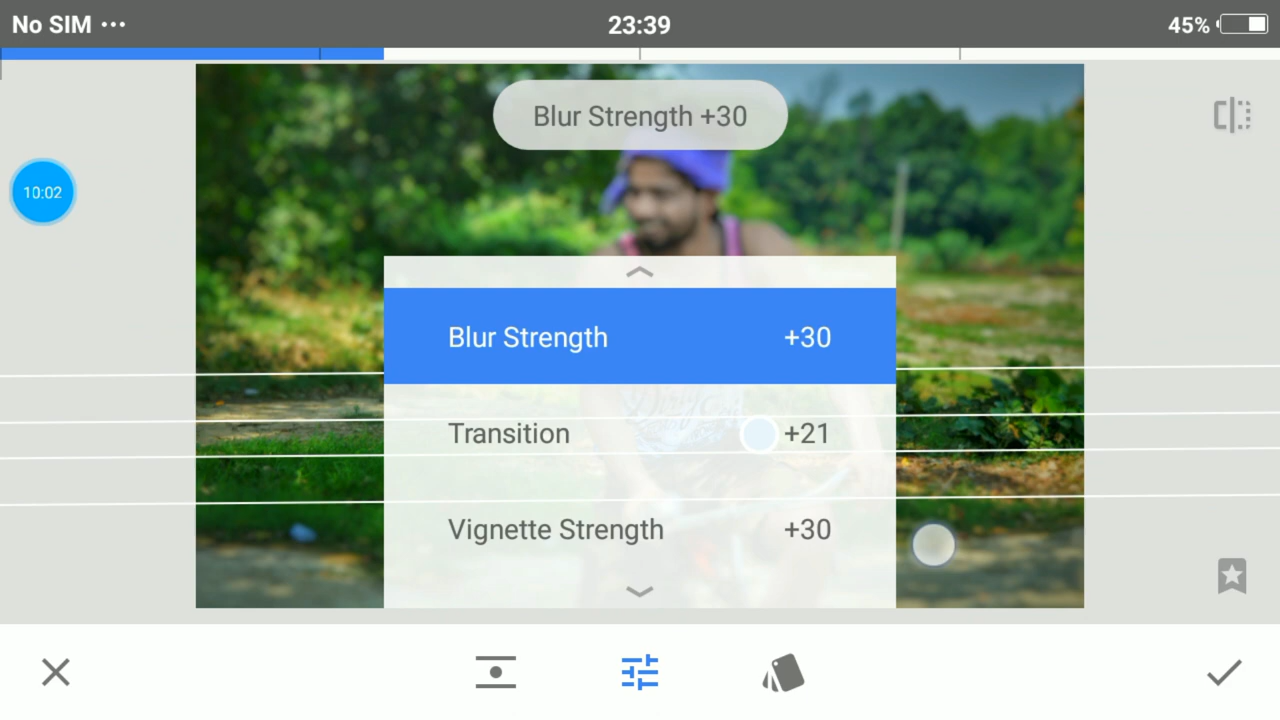 No SIM ...
23:39
45%
Blur Strength +30
10:02
Blur Strength +30
Transition +21
Vignette Strength +30